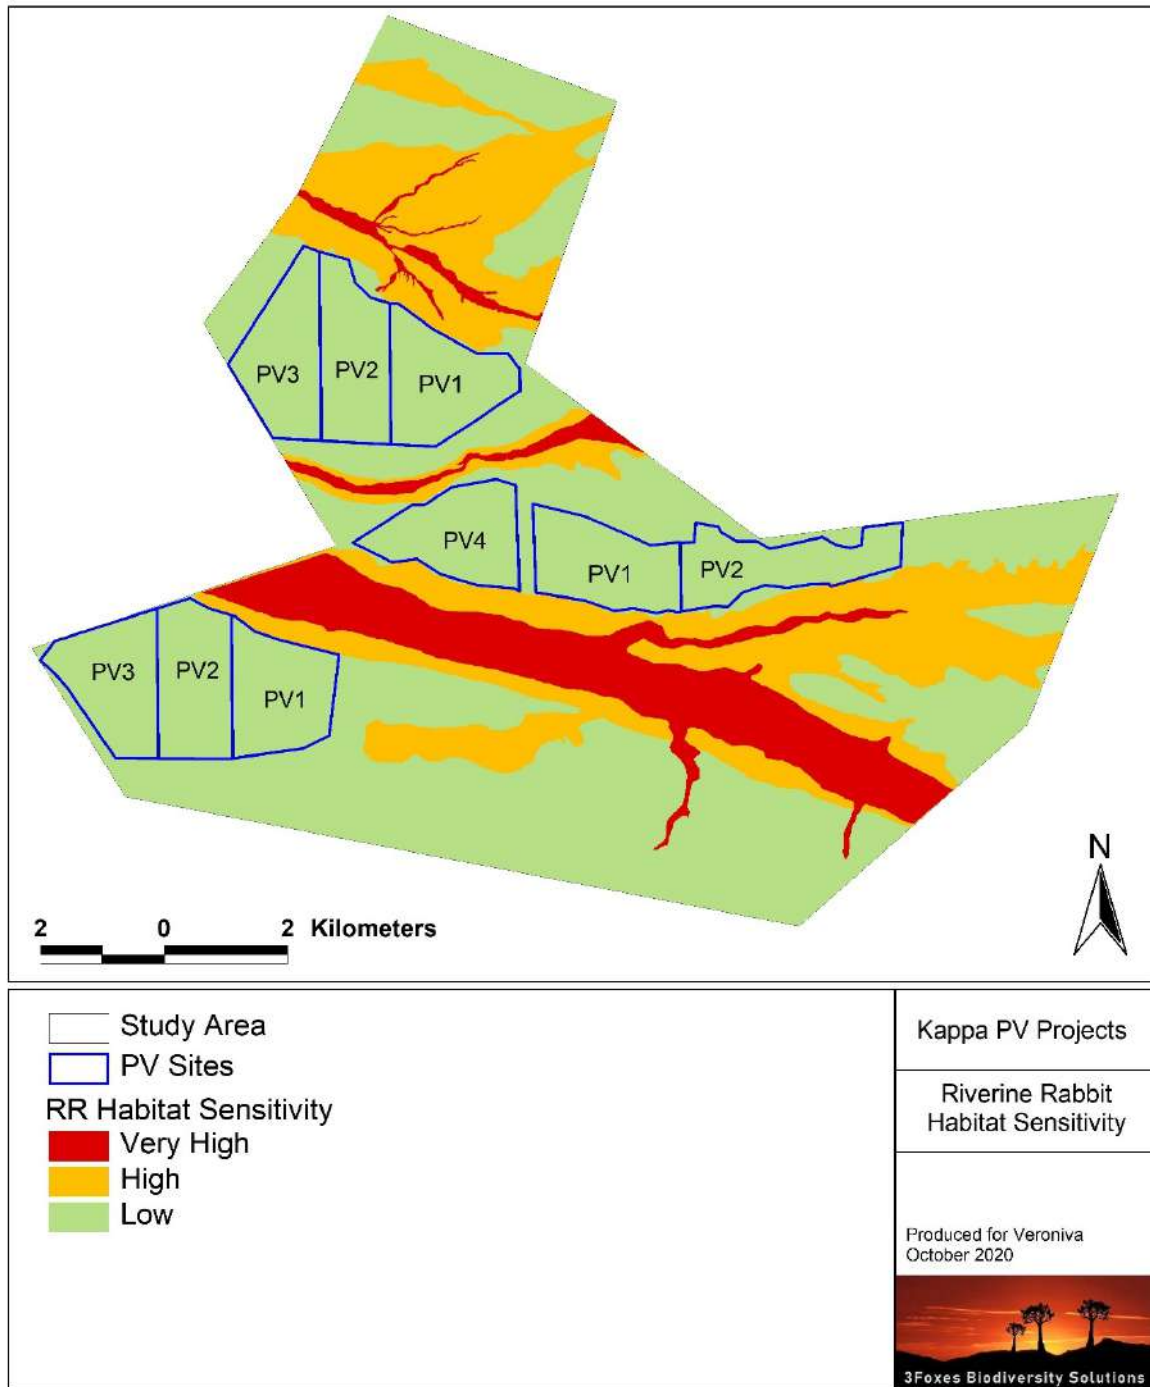 PV3
PV2
PV1
PV4
PV1
PV2
PV3
PV2
PV1
N
2 0 2 Kilometers
Study Area
PV Sites
RR Habitat Sensitivity
Very High
High
Low
Kappa PV Projects
Riverine Rabbit
Habitat Sensitivity
Produced for Veroniva
October 2020
3Foxes Biodiversity Solutions